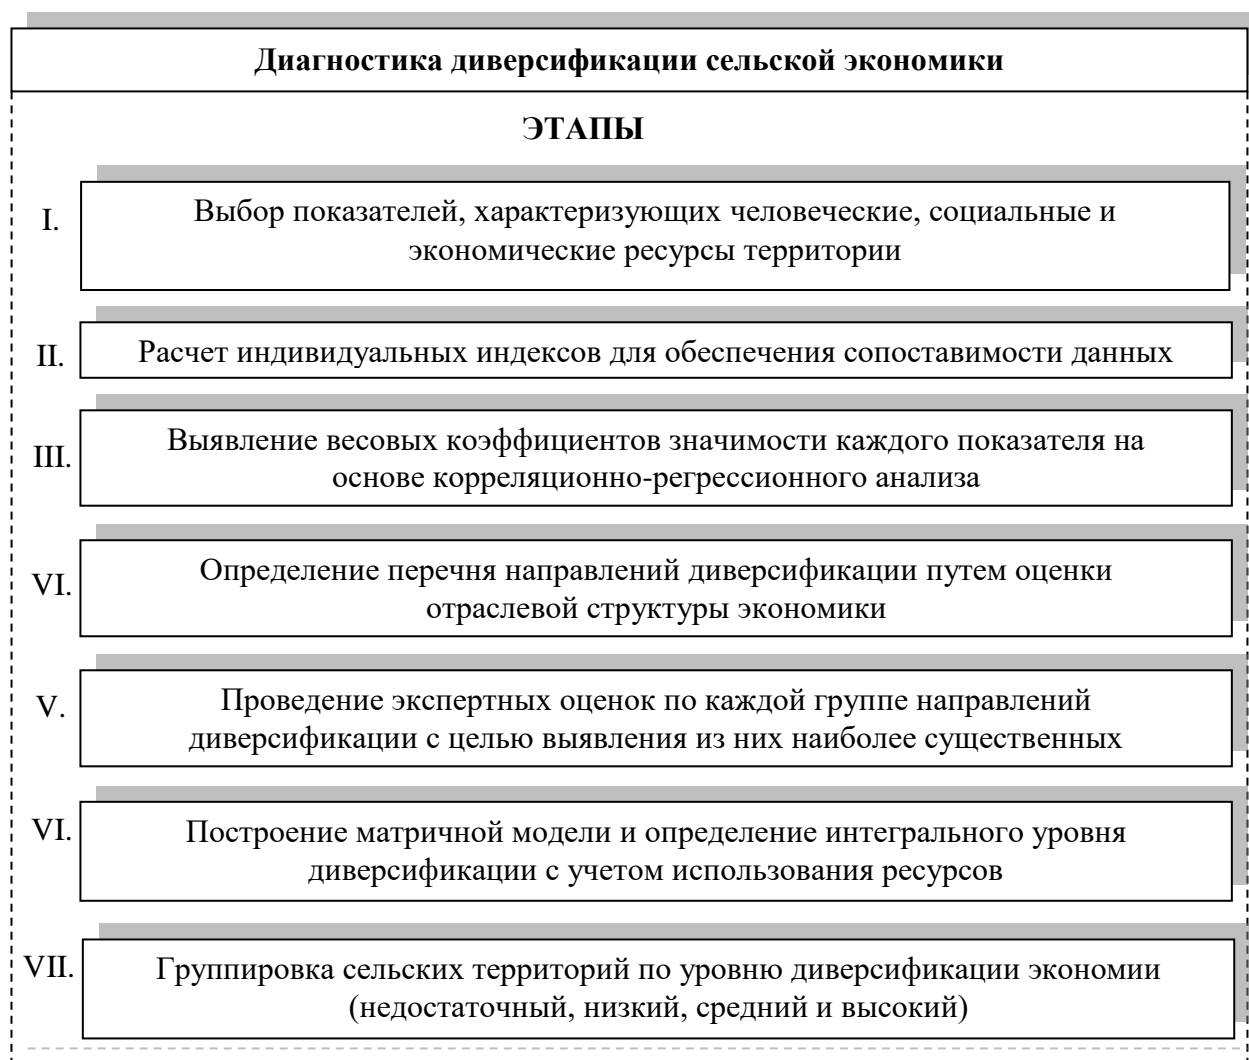 Диагностика диверсификации сельской экономики
ЭТАПЫ
I.
Выбор показателей, характеризующих человеческие, социальные и
экономические ресурсы территории
II.
Расчет индивидуальных индексов для обеспечения сопоставимости данных
III.
Выявление весовых коэффициентов значимости каждого показателя на
основе корреляционно-регрессионного анализа
VI.
Определение перечня направлений диверсификации путем оценки
отраслевой структуры экономики
V.
Проведение экспертных оценок по каждой группе направлений
диверсификации с целью выявления из них наиболее существенных
VI.
Построение матричной модели и определение интегрального уровня
диверсификации с учетом использования ресурсов
VII.
Группировка сельских территорий по уровню диверсификации экономии
(недостаточный, низкий, средний и высокий)